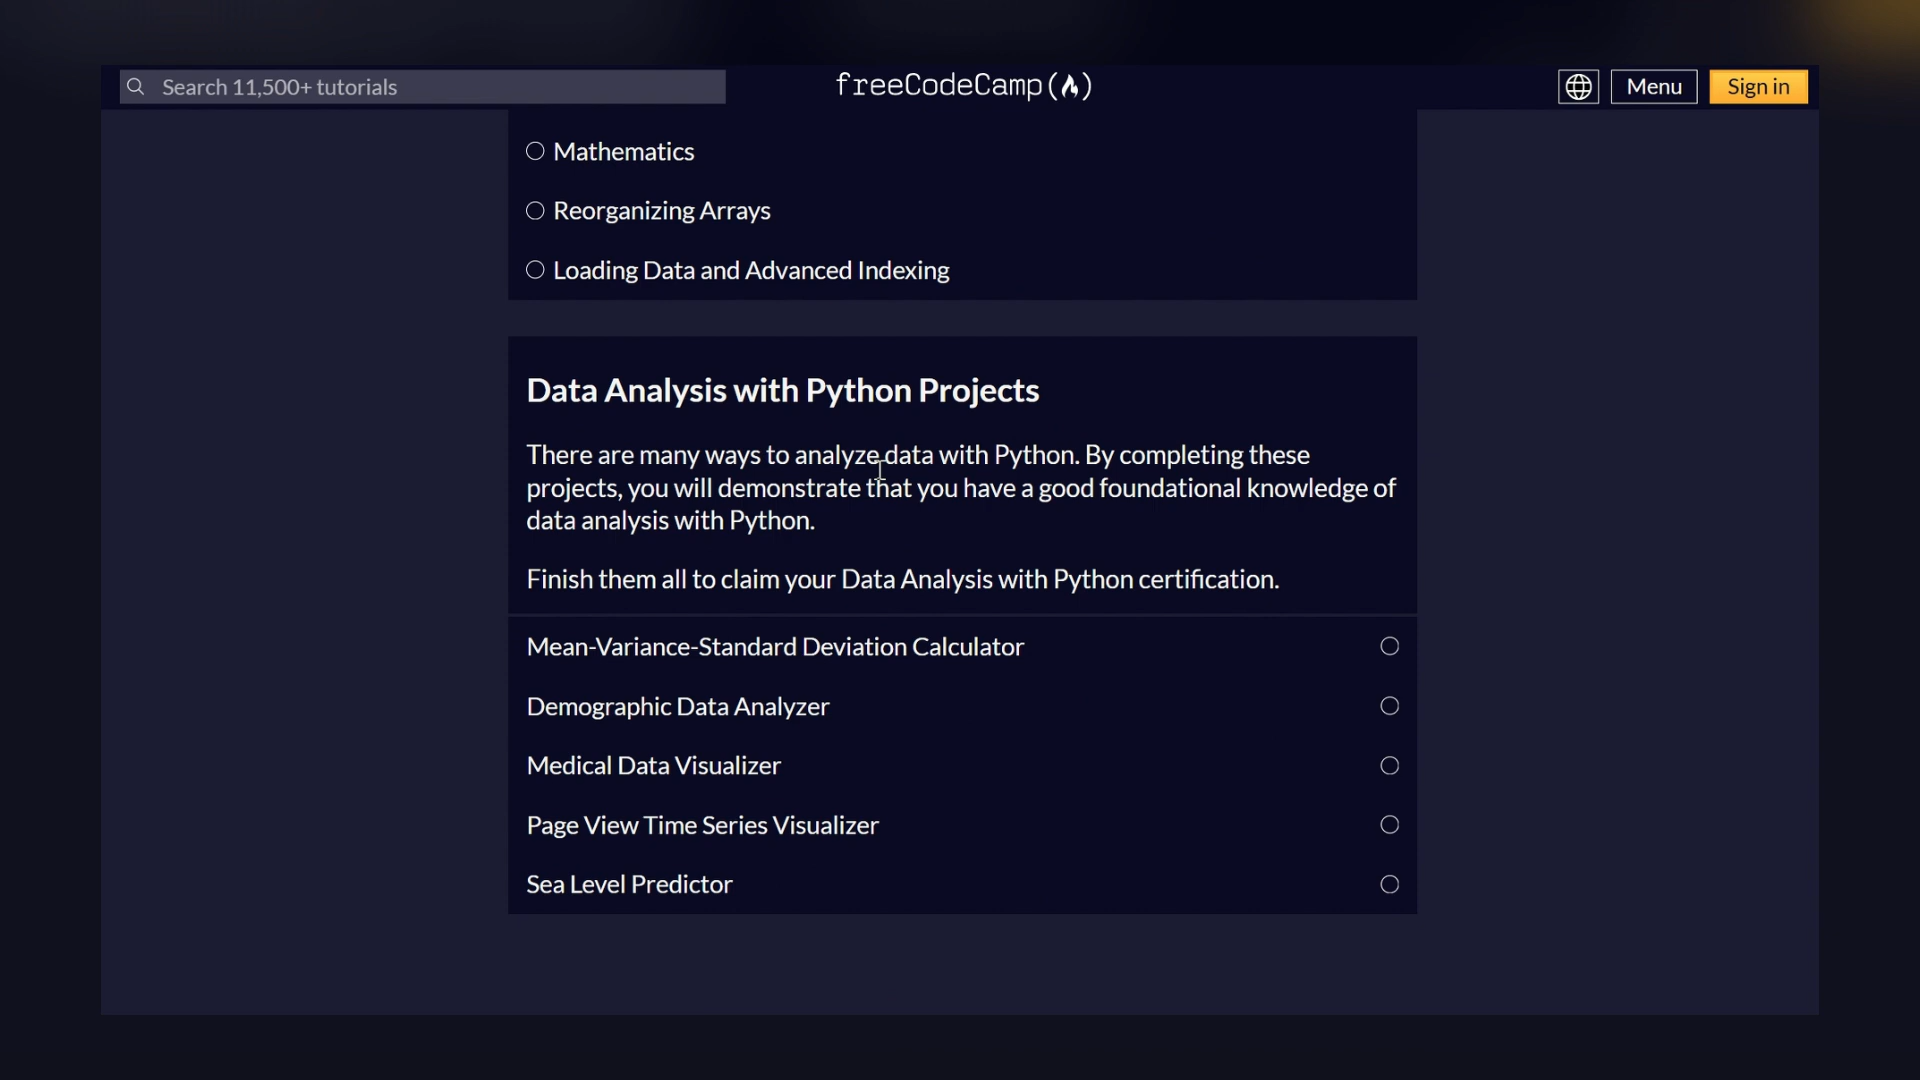 Search 11,500+ tutorials
freeCodeCamp
Menu
Sign in
Mathematics
Reorganizing Arrays
Loading Data and Advanced Indexing
Data Analysis with Python Projects
There are many ways to analyze data with Python. By completing these
projects, you will demonstrate that you have a good foundational knowledge of
data analysis with Python.
Finish them all to claim your Data Analysis with Python certification.
Mean-Variance-Standard Deviation Calculator
Demographic Data Analyzer
Medical Data Visualizer
Page View Time Series Visualizer
Sea Level Predictor